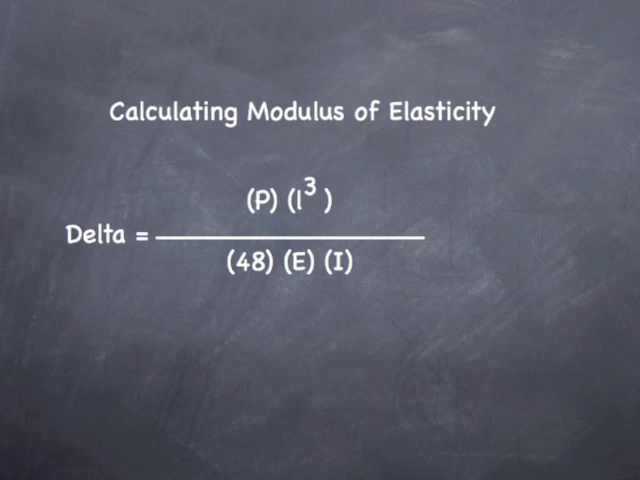 Calculating Modulus of Elasticity
(P) (l³ )
Delta =
(48) (E) (I)